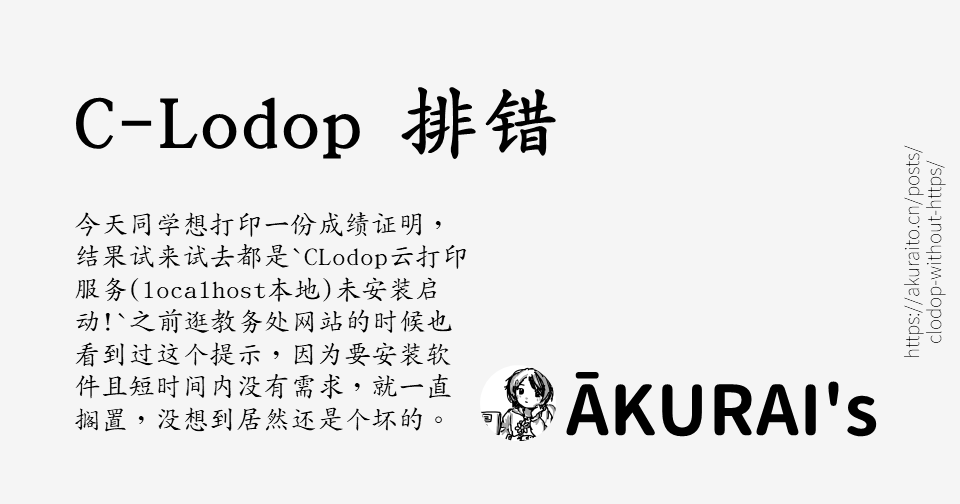 C-Lodop 排错
今天同学想打印一份成绩证明，
结果试来试去都是`CLodop云打印
服务(localhost本地)未安装启
动!`之前逛教务处网站的时候也
看到过这个提示，因为要安装软
件且短时间内没有需求，就一直
搁置，没想到居然还是个坏的。
ĀKURAI's
https://akuraito.cn/posts/
clodop-without-https/